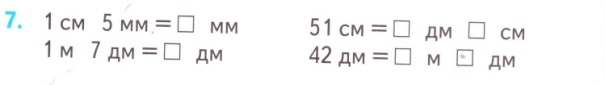 7. 1 см 5 мм = □ мм 51 см = □ дм □ см
1 м 7 дм = □ дм 42 дм = □ м □ дм